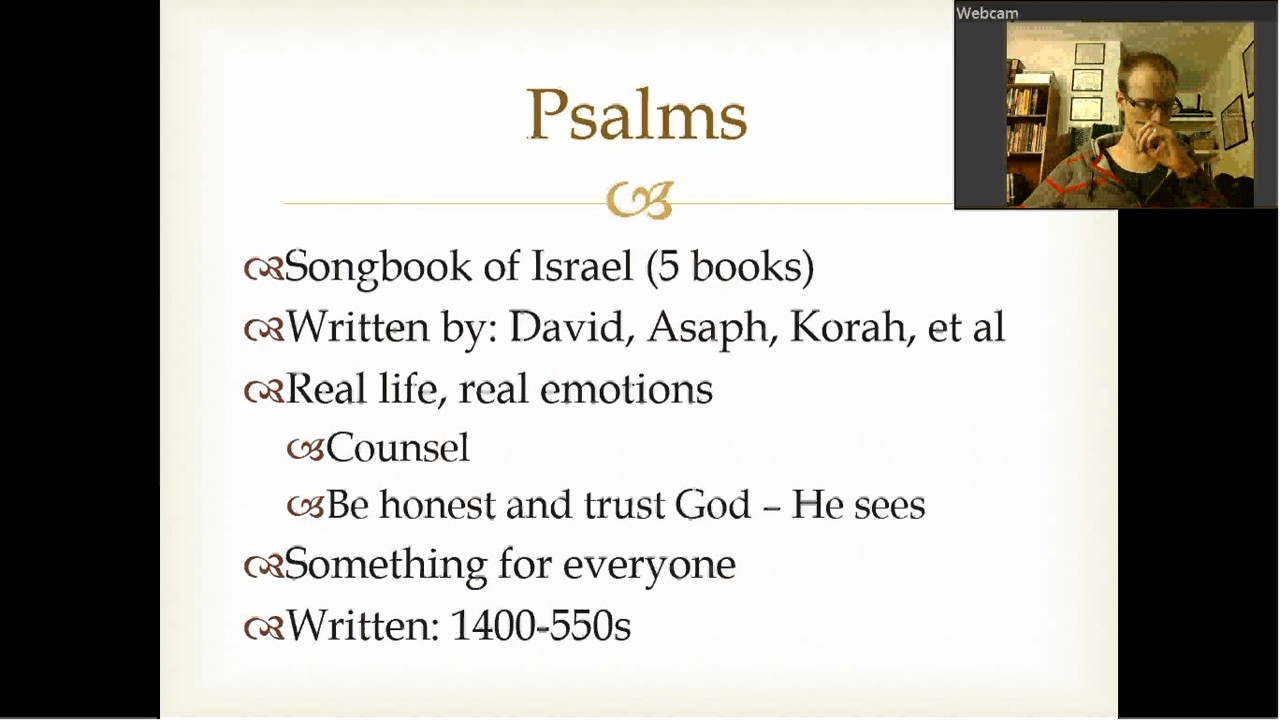 Webcam
Psalms
Songbook of Israel (5 books)
Written by: David, Asaph, Korah, et al
Real life, real emotions
Counsel
Be honest and trust God – He sees
Something for everyone
Written: 1400-550s